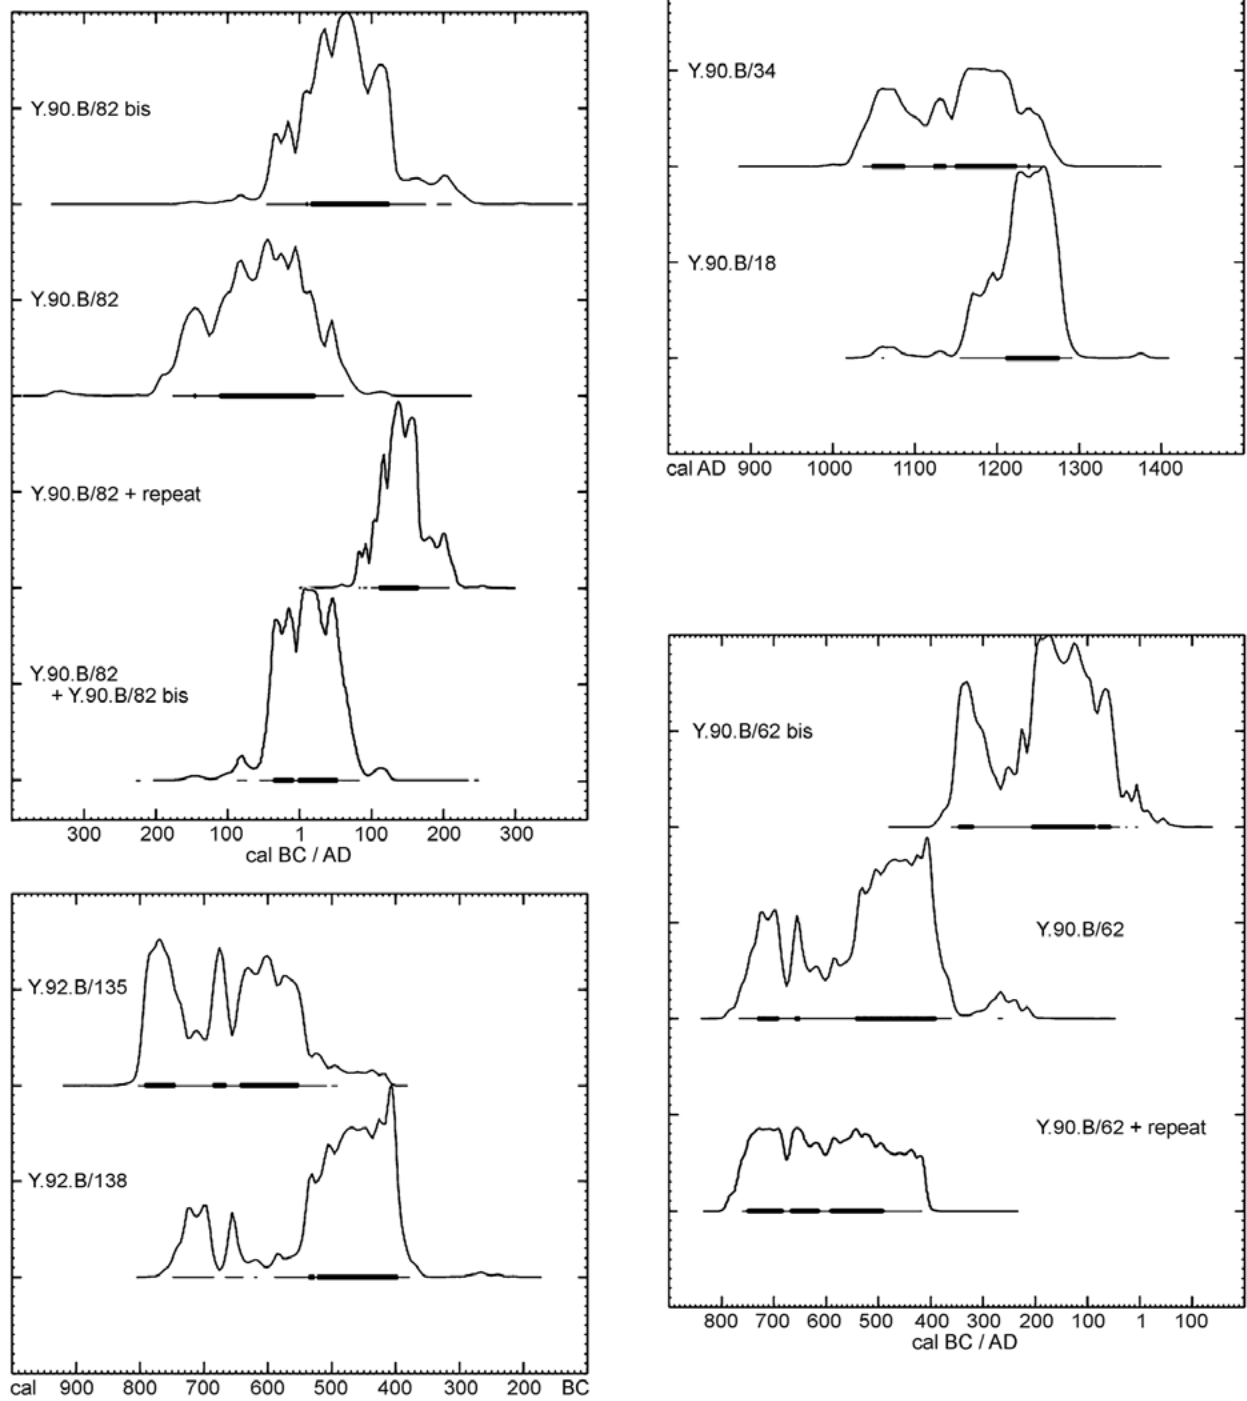 Y.90.B/82 bis
Y.90.B/82
Y.90.B/82 + repeat
Y.90.B/82
+ Y.90.B/82 bis
300 200 100 1 100 200 300
cal BC / AD
Y.92.B/135
Y.92.B/138
cal 900 800 700 600 500 400 300 200 BC
Y.90.B/34
Y.90.B/18
cal AD 900 1000 1100 1200 1300 1400
Y.90.B/62 bis
Y.90.B/62
Y.90.B/62 + repeat
800 700 600 500 400 300 200 100 1 100
cal BC / AD